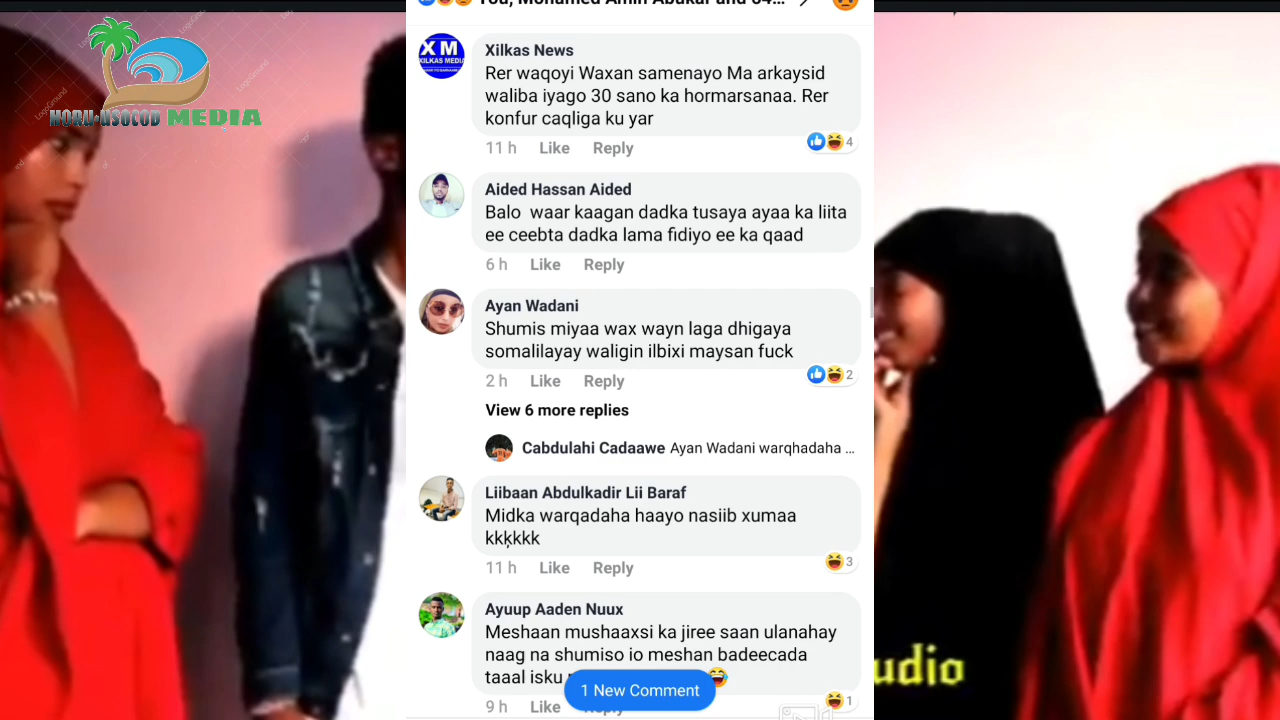 HORUUSOCOD MEDIA
You, Mohamed Amin Abukar and 64...
Xilkas News
XM
XILKAS MEDIA
Rer waqoyi Waxan samenayo Ma arkaysid
waliba iyago 30 sano ka hormarsanaa. Rer
konfur caqliga ku yar
11 h Like Reply
4
Aided Hassan Aided
Balo waar kaagan dadka tusaya ayaa ka liita
ee ceebta dadka lama fidiyo ee ka qaad
6 h Like Reply
Ayan Wadani
Shumis miyaa wax wayn laga dhigaya
somalilayay waligin ilbixi maysan fuck
2 h Like Reply
2
View 6 more replies
Cabdulahi Cadaawe Ayan Wadani warqhadaha ...
Liibaan Abdulkadir Lii Baraf
Midka warqadaha haayo nasiib xumaa
kkķkkk
11 h Like Reply
3
Ayuup Aaden Nuux
Meshaan mushaaxsi ka jiree saan ulanahay
naag na shumiso io meshan badeecada
taaal isku
1 New Comment
9 h Like Reply
1
udio